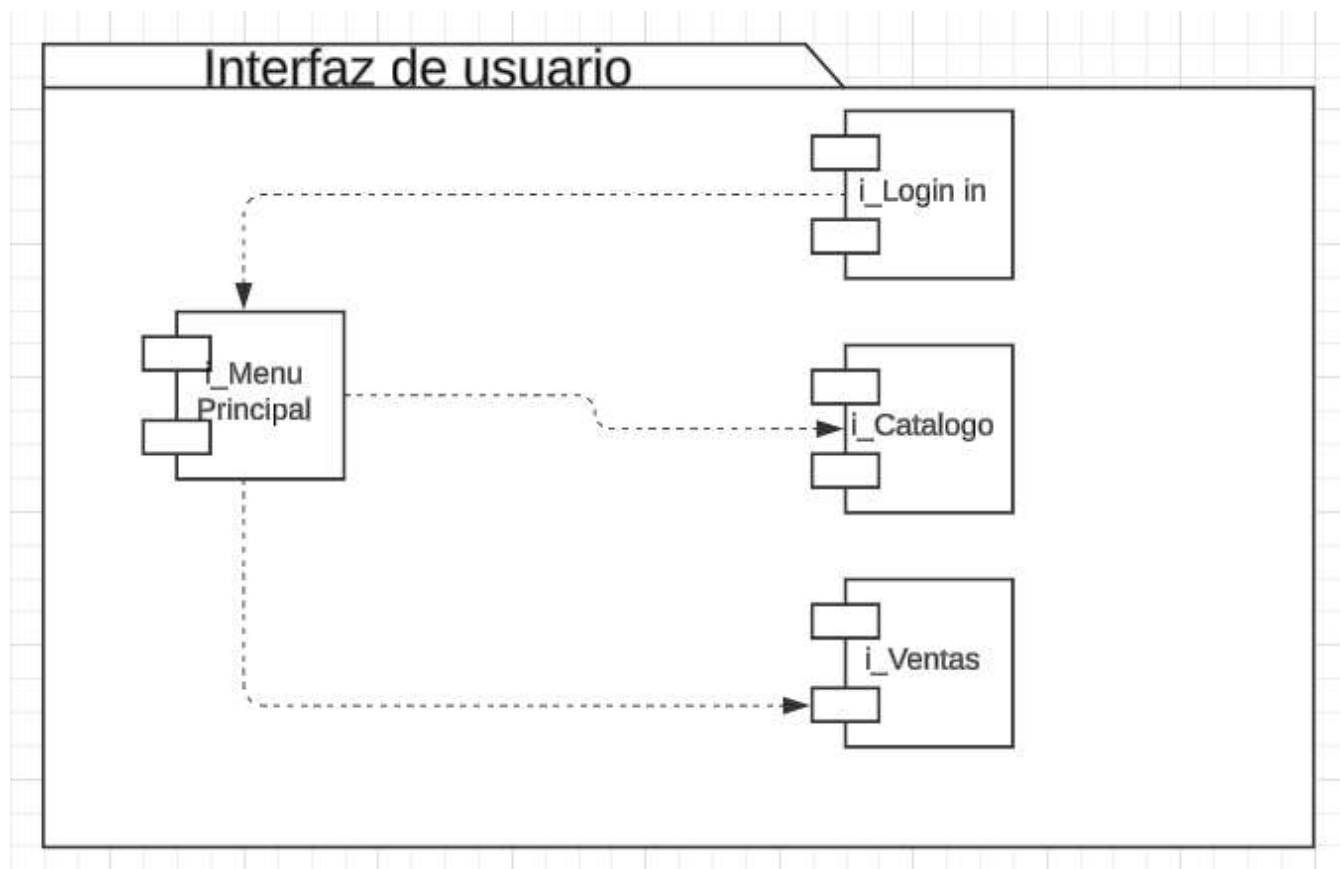 Interfaz de usuario
i_Login in
i_Menu
Principal
i_Catalogo
i_Ventas